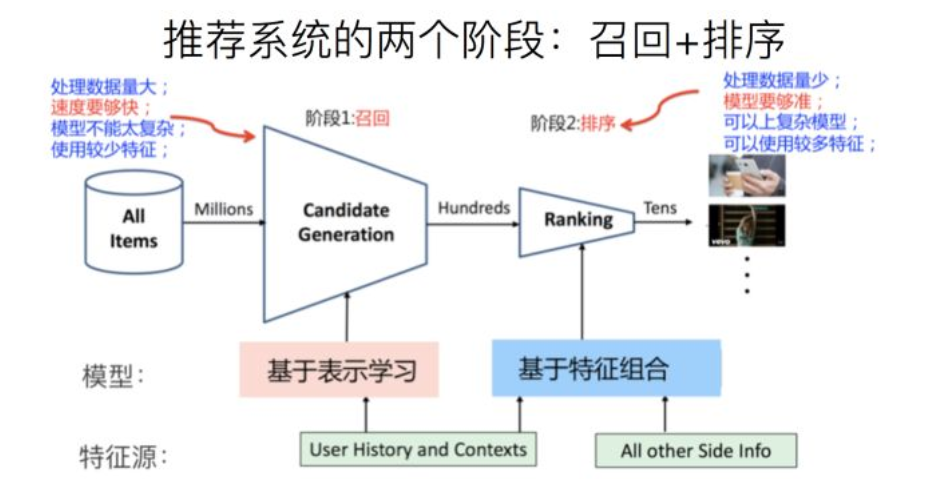 推荐系统的两个阶段：召回+排序
处理数据量大；
速度要够快；
模型不能太复杂；
使用较少特征；
阶段1:召回
阶段2:排序
处理数据量少；
模型要够准；
可以上复杂模型；
可以使用较多特征；
All
Items
Millions
Candidate
Generation
Hundreds
Ranking
Tens
vevo
模型：
基于表示学习
基于特征组合
特征源：
User History and Contexts
All other Side Info